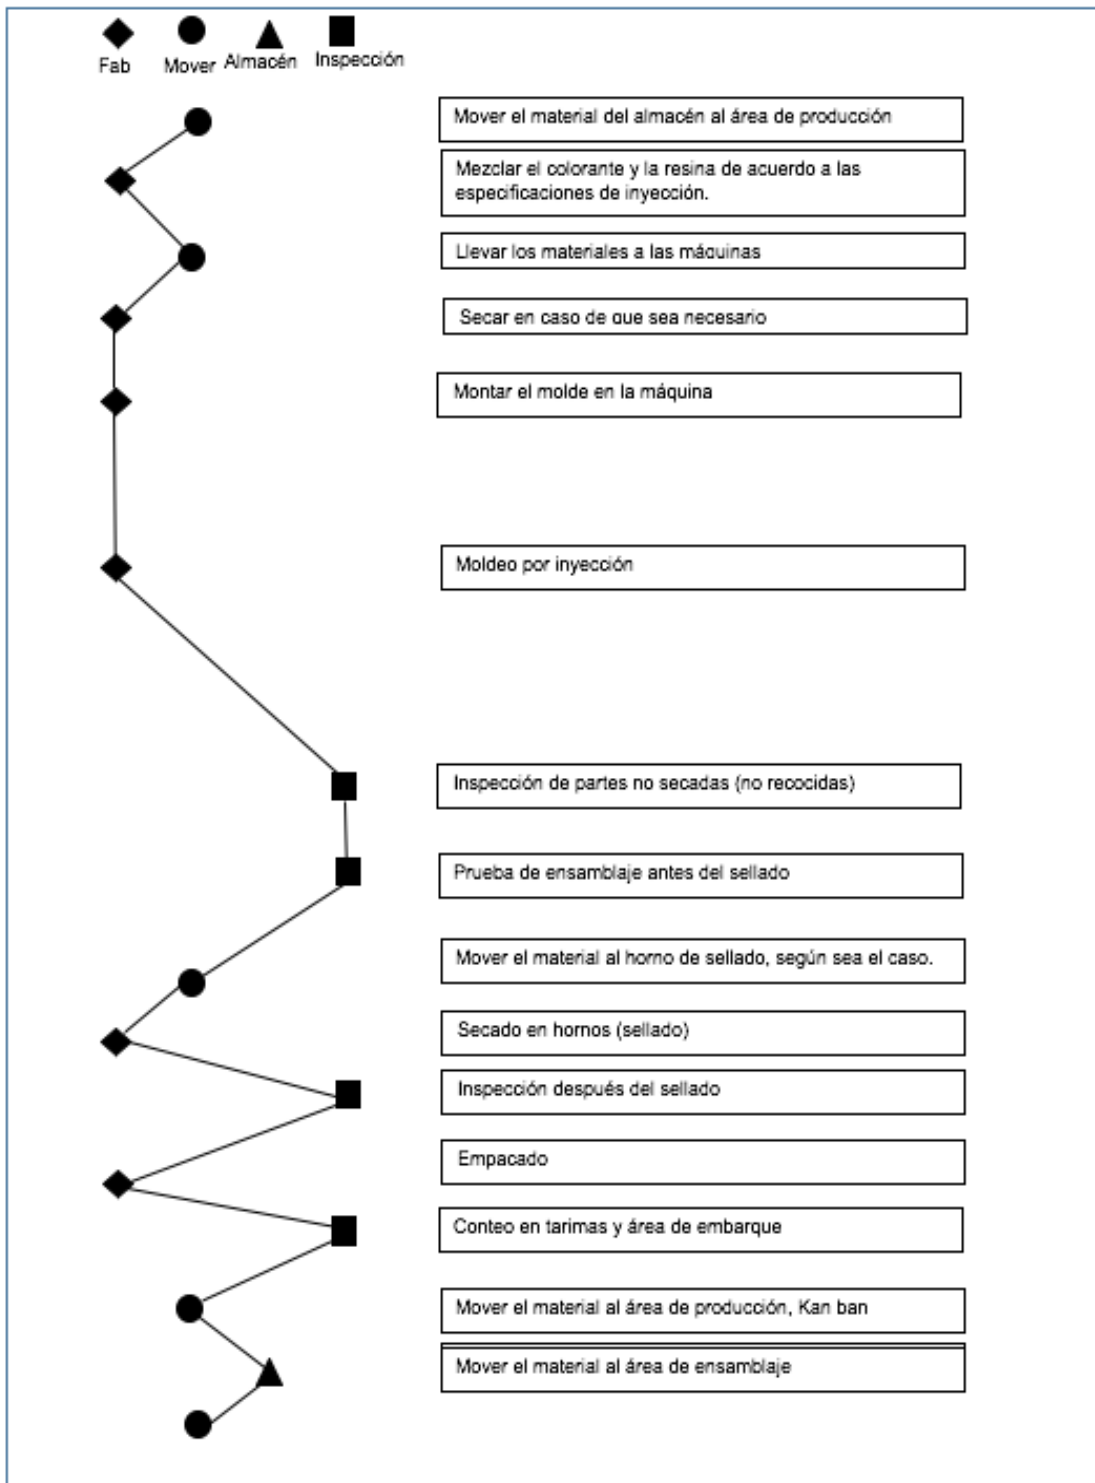 Fab Mover Almacén Inspección
Mover el material del almacén al área de producción
Mezclar el colorante y la resina de acuerdo a las
especificaciones de inyección.
Llevar los materiales a las máquinas
Secar en caso de que sea necesario
Montar el molde en la máquina
Moldeo por inyección
Inspección de partes no secadas (no recocidas)
Prueba de ensamblaje antes del sellado
Mover el material al horno de sellado, según sea el caso.
Secado en hornos (sellado)
Inspección después del sellado
Empacado
Conteo en tarimas y área de embarque
Mover el material al área de producción, Kan ban
Mover el material al área de ensamblaje